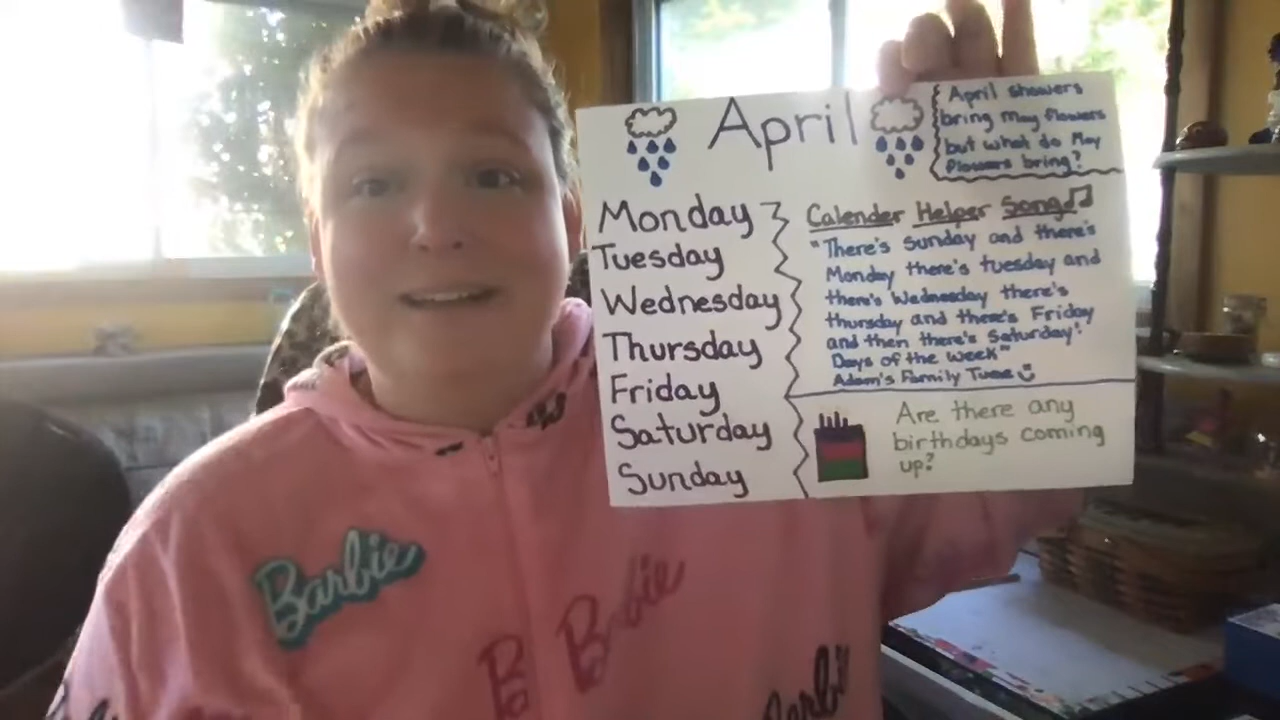 April
April showers
bring May flowers
but what do May
flowers bring?
Monday
Tuesday
Wednesday
Thursday
Friday
Saturday
Sunday
Calender Helper Song
"There's Sunday and there's
Monday there's tuesday and
there's Wednesday there's
thursday and there's Friday
and then there's Saturday".
Days of the week"
Adam's Family Tune
Are there any
birthdays coming
up?
Barbie
Barbie
B
Barbi